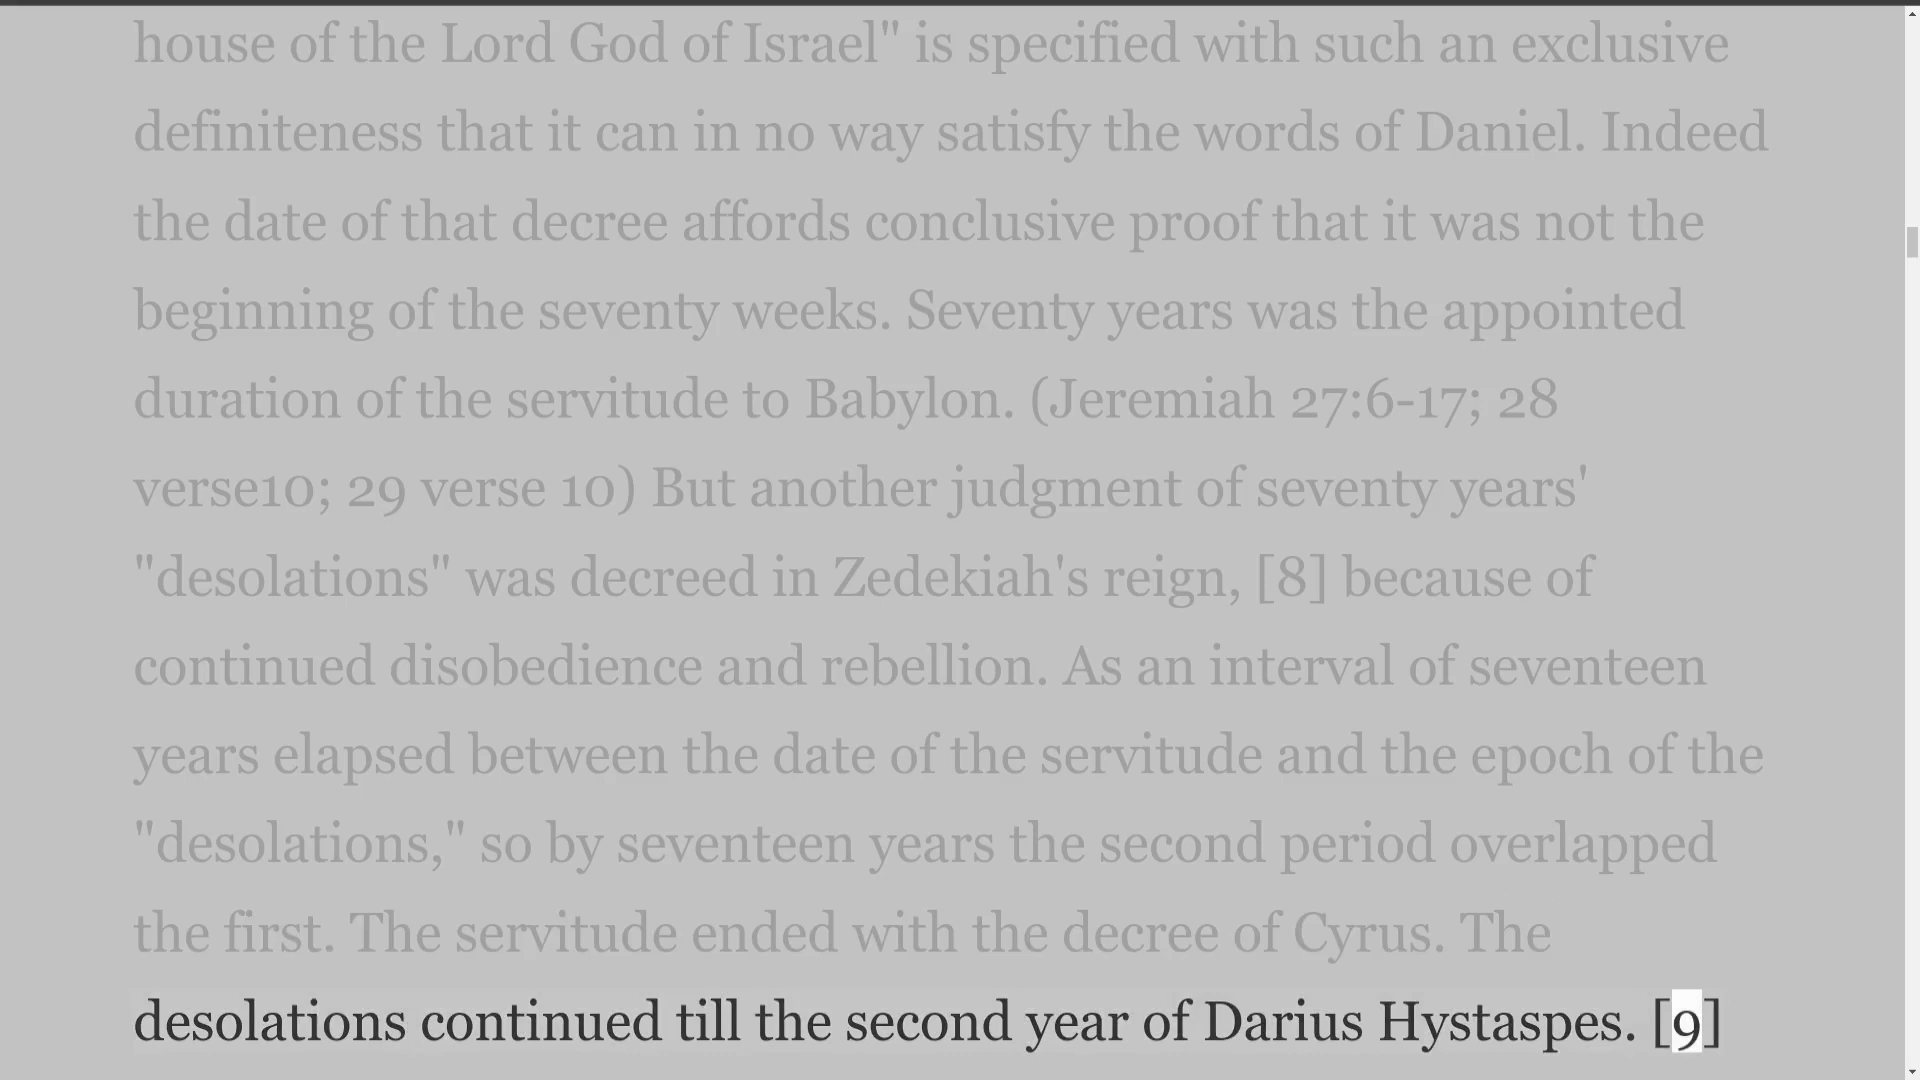 house of the Lord God of Israel" is specified with such an exclusive
definiteness that it can in no way satisfy the words of Daniel. Indeed
the date of that decree affords conclusive proof that it was not the
beginning of the seventy weeks. Seventy years was the appointed
duration of the servitude to Babylon. (Jeremiah 27:6-17; 28
verse10; 29 verse 10) But another judgment of seventy years'
"desolations" was decreed in Zedekiah's reign, [8] because of
continued disobedience and rebellion. As an interval of seventeen
years elapsed between the date of the servitude and the epoch of the
"desolations," so by seventeen years the second period overlapped
the first. The servitude ended with the decree of Cyrus. The
desolations continued till the second year of Darius Hystaspes. [9]